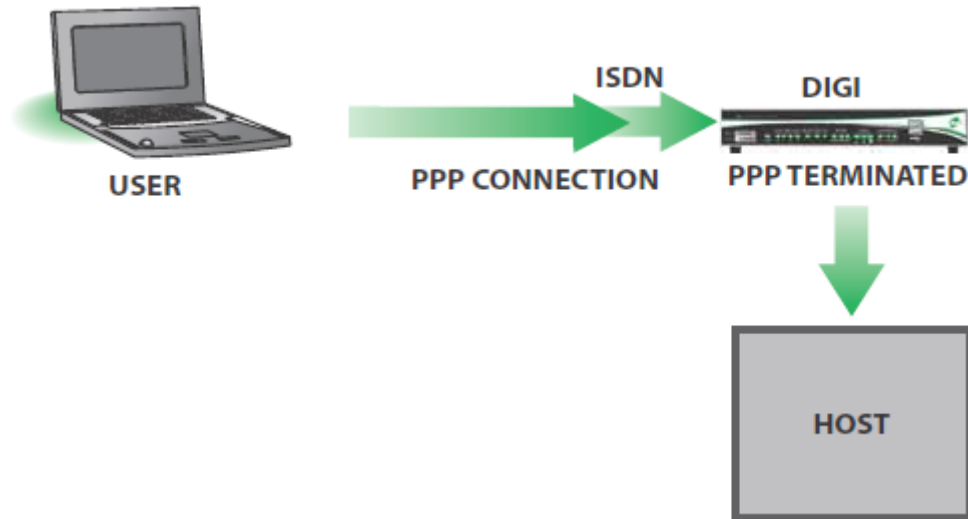 ISDN
DIGI
USER
PPP CONNECTION
PPP TERMINATED
HOST